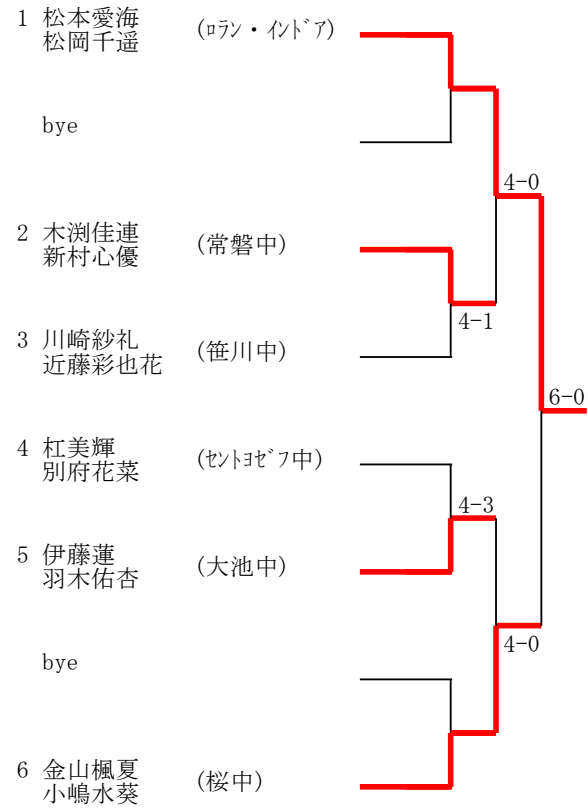 1 松本愛海
松岡千遥
(ﾛﾗﾝ・ｲﾝﾄﾞｱ)
bye
4-0
2 木渕佳連
新村心優
(常磐中)
4-1
3 川崎紗礼
近藤彩也花
(笹川中)
6-0
4 杠美輝
別府花菜
(ｾﾝﾄﾖｾﾞﾌ中)
4-3
5 伊藤蓮
羽木佑杏
(大池中)
4-0
bye
6 金山楓夏
小嶋水葵
(桜中)